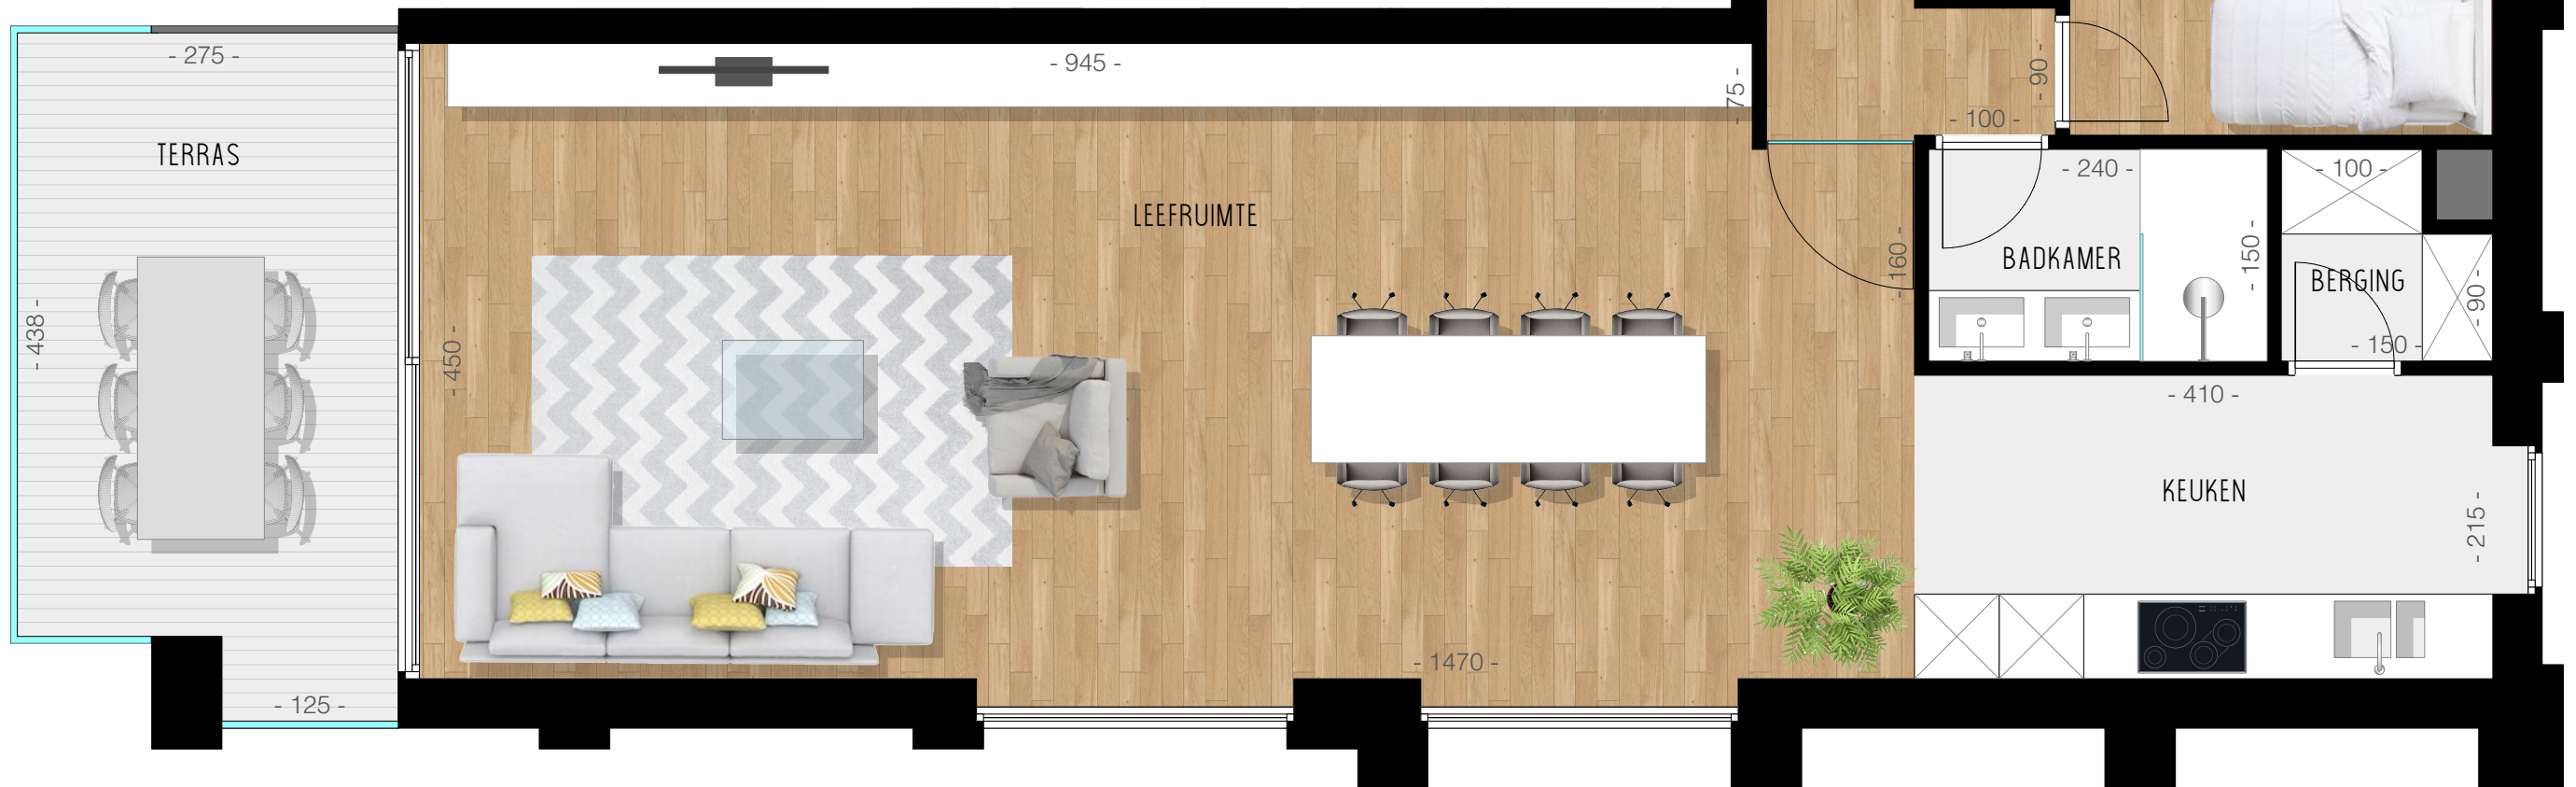 - 275 -
- 945 -
- 75 -
- 90 -
- 100 -
TERRAS
- 240 -
- 100 -
LEEFRUIMTE
- 160 -
BADKAMER
- 150 -
BERGING
- 90 -
- 438 -
- 450 -
- 150 -
- 410 -
KEUKEN
- 215 -
- 1470 -
- 125 -